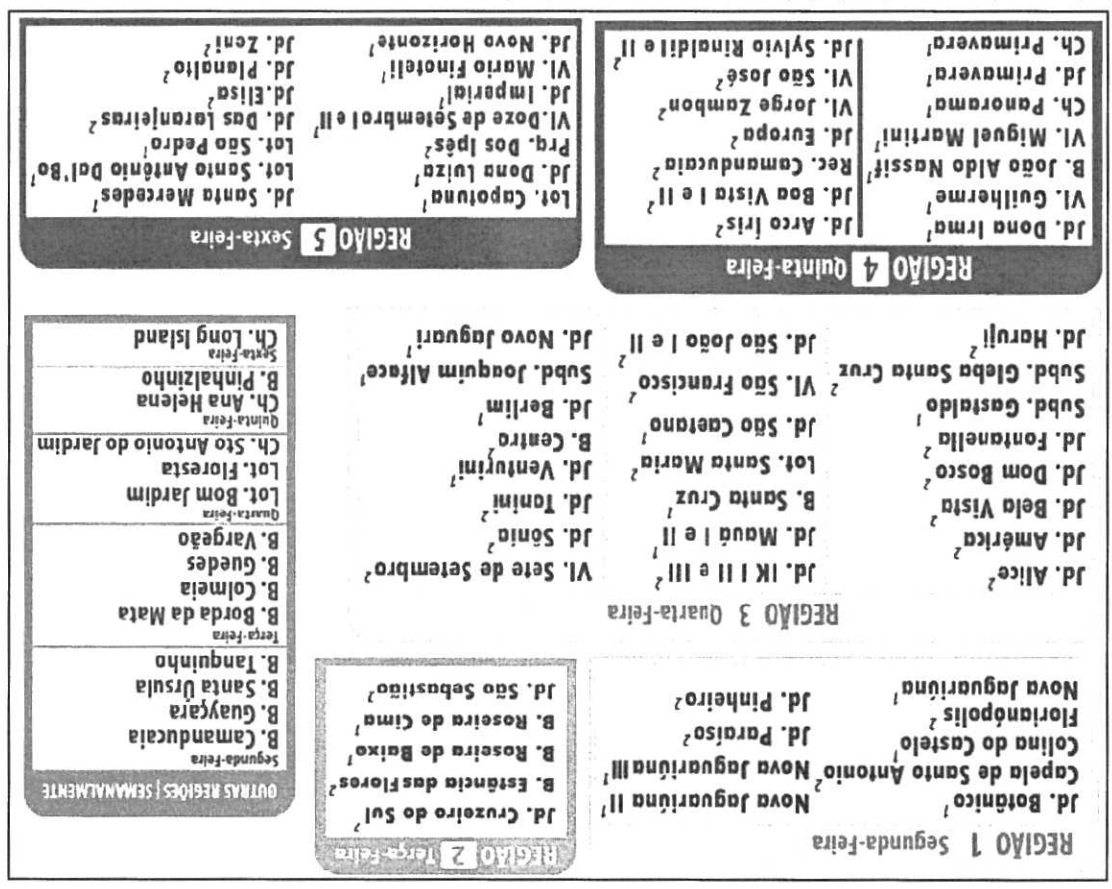 REGIÃO 1 Segunda-Feira
Jd. Botânico¹
Capela de Santo Antonio²
Colina do Castelo¹
Florianópolis²
Nova Jaguariúna¹
Nova Jaguariúna II¹
Nova Jaguariúna III¹
Jd. Paraíso²
Jd. Pinheiro²
REGIÃO 2 Terça-Feira
Jd. Cruzeiro do Sul²
B. Estância das Flores²
B. Roseira de Baixo¹
B. Roseira de Cima¹
Jd. São Sebastião²
OUTRAS REGIÕES | SEMANALMENTE
Segunda-Feira
B. Camanducaia
B. Guayçara
B. Santa Úrsula
B. Tanquinho
Terça-Feira
B. Borda da Mata
B. Colmeia
B. Guedes
B. Vargeão
Quarta-Feira
Lot. Bom Jardim
Lot. Floresta
Ch. Sto Antonio do Jardim
Quinta-Feira
Ch. Ana Helena
B. Pinhalzinho
Sexta-Feira
Ch. Long Island
REGIÃO 3 Quarta-Feira
Jd. Alice²
Jd. América²
Jd. Bela Vista²
Jd. Dom Bosco²
Jd. Fontanella²
Subd. Gastaldo¹
Subd. Gleba Santa Cruz²
Jd. Haruji²
Jd. IK I II e III²
Jd. Mauá I e II¹
B. Santa Cruz¹
Lot. Santa Maria²
Jd. São Caetano¹
Vl. São Francisco²
Jd. São João I e II²
Vl. Sete de Setembro²
Jd. Sônia²
Jd. Tanini.²
Jd. Venturini¹
B. Centro²
Jd. Berlim¹
Subd. Joaquim Alface¹
Jd. Novo Jaguari¹
REGIÃO 4 Quinta-Feira
Jd. Dona Irma¹
Vl. Guilherme¹
B. João Aldo Nassif¹
Vl. Miguel Martini¹
Ch. Panorama¹
Jd. Primavera¹
Ch. Primavera¹
Jd. Arco Íris²
Jd. Boa Vista I e II²
Rec. Camanducaia²
Jd. Europa²
Vl. Jorge Zambon²
Vl. São José²
Jd. Sylvio Rinaldi I e II²
REGIÃO 5 Sexta-Feira
Lot. Capotuna¹
Jd. Dona Luiza¹
Prq. Dos Ipês²
Vl. Doze de Setembro I e II¹
Jd. Imperial¹
Vl. Mario Finoteli¹
Jd. Novo Horizonte¹
Jd. Santa Mercedes¹
Lot. Santo Antônio Dal'Bo¹
Lot. São Pedro¹
Jd. Das Laranjeiras²
Jd. Elisa²
Jd. Planalto²
Jd. Zeni²